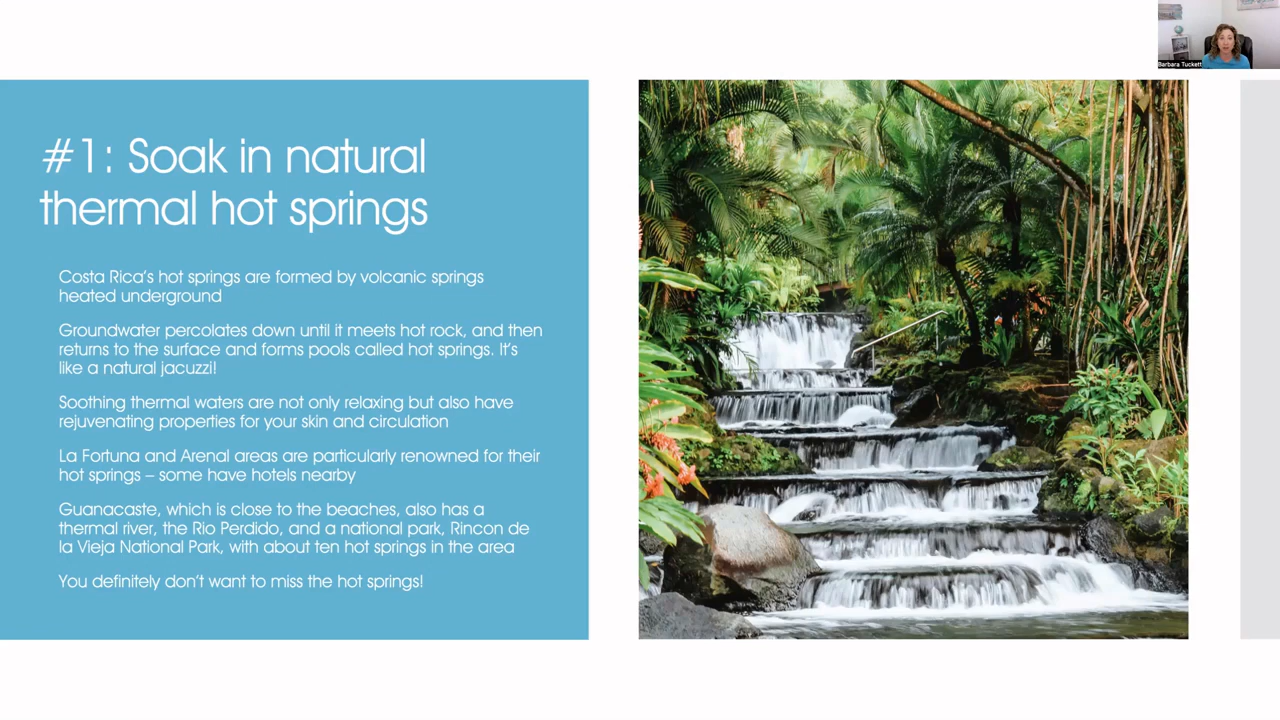 Barbara Tuckett
#1: Soak in natural
thermal hot springs
Costa Rica's hot springs are formed by volcanic springs
heated underground
Groundwater percolates down until it meets hot rock, and then
returns to the surface and forms pools called hot springs. It's
like a natural jacuzzi!
Soothing thermal waters are not only relaxing but also have
rejuvenating properties for your skin and circulation
La Fortuna and Arenal areas are particularly renowned for their
hot springs – some have hotels nearby
Guanacaste, which is close to the beaches, also has a
thermal river, the Rio Perdido, and a national park, Rincon de
la Vieja National Park, with about ten hot springs in the area
You definitely don't want to miss the hot springs!